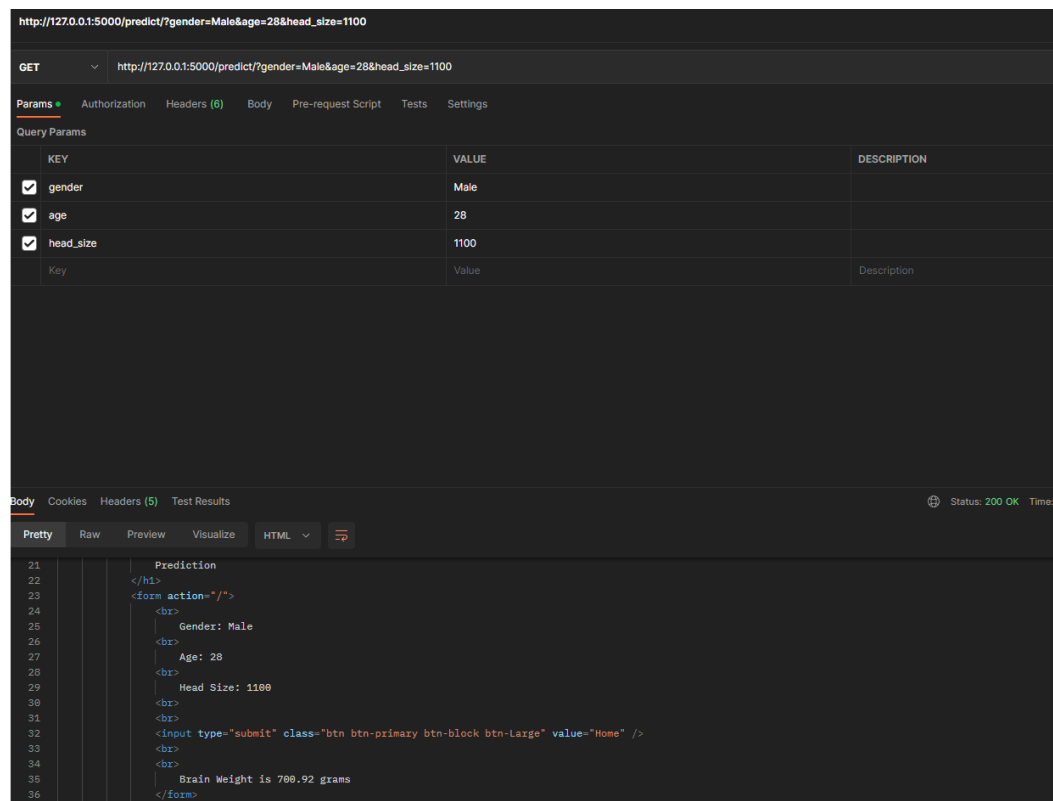 http://127.0.0.1:5000/predict/?gender=Male&age=28&head_size=1100
GET http://127.0.0.1:5000/predict/?gender=Male&age=28&head_size=1100
Params Authorization Headers (6) Body Pre-request Script Tests Settings
Query Params
KEY VALUE DESCRIPTION
gender Male
age 28
head_size 1100
Key Value Description
Body Cookies Headers (5) Test Results Status: 200 OK Time:
Pretty Raw Preview Visualize HTML
21 Prediction
22 </h1>
23 <form action="/">
24 <br>
25 Gender: Male
26 <br>
27 Age: 28
28 <br>
29 Head Size: 1100
30 <br>
31 <br>
32 <input type="submit" class="btn btn-primary btn-block btn-Large" value="Home" />
33 <br>
34 <br>
35 Brain Weight is 700.92 grams
36 </form>